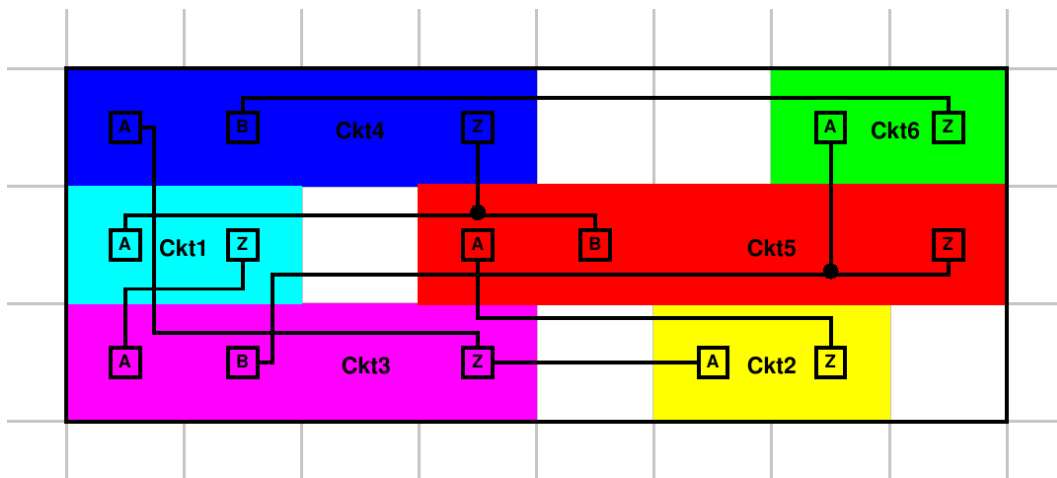 A B Ckt4 Z A Ckt6 Z
A Ckt1 Z A B Ckt5 Z
A B Ckt3 Z A Ckt2 Z